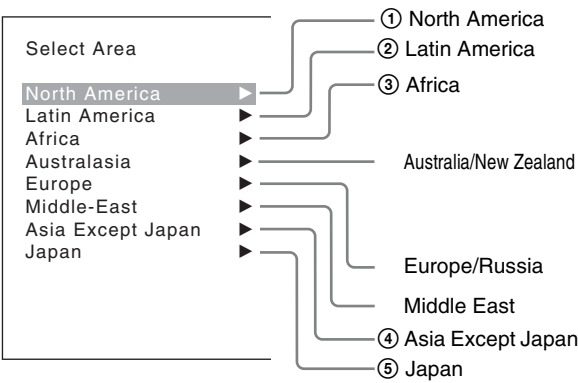 Select Area
North America ▶
Latin America ▶
Africa ▶
Australasia ▶
Europe ▶
Middle-East ▶
Asia Except Japan ▶
Japan ▶
① North America
② Latin America
③ Africa
Australia/New Zealand
Europe/Russia
Middle East
④ Asia Except Japan
⑤ Japan